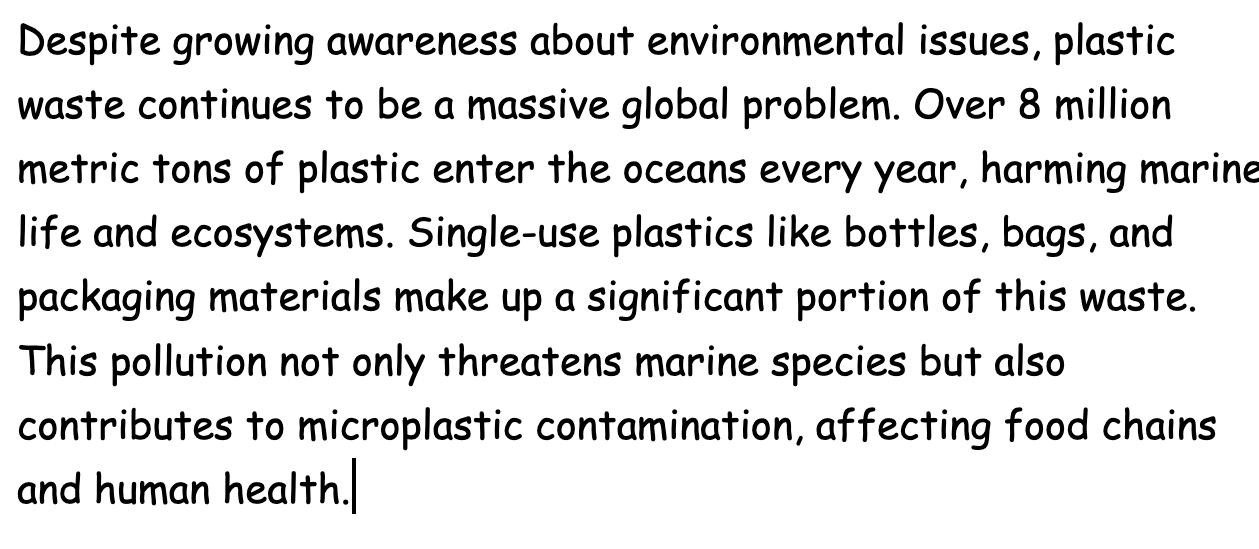 Despite growing awareness about environmental issues, plastic
waste continues to be a massive global problem. Over 8 million
metric tons of plastic enter the oceans every year, harming marine
life and ecosystems. Single-use plastics like bottles, bags, and
packaging materials make up a significant portion of this waste.
This pollution not only threatens marine species but also
contributes to microplastic contamination, affecting food chains
and human health.